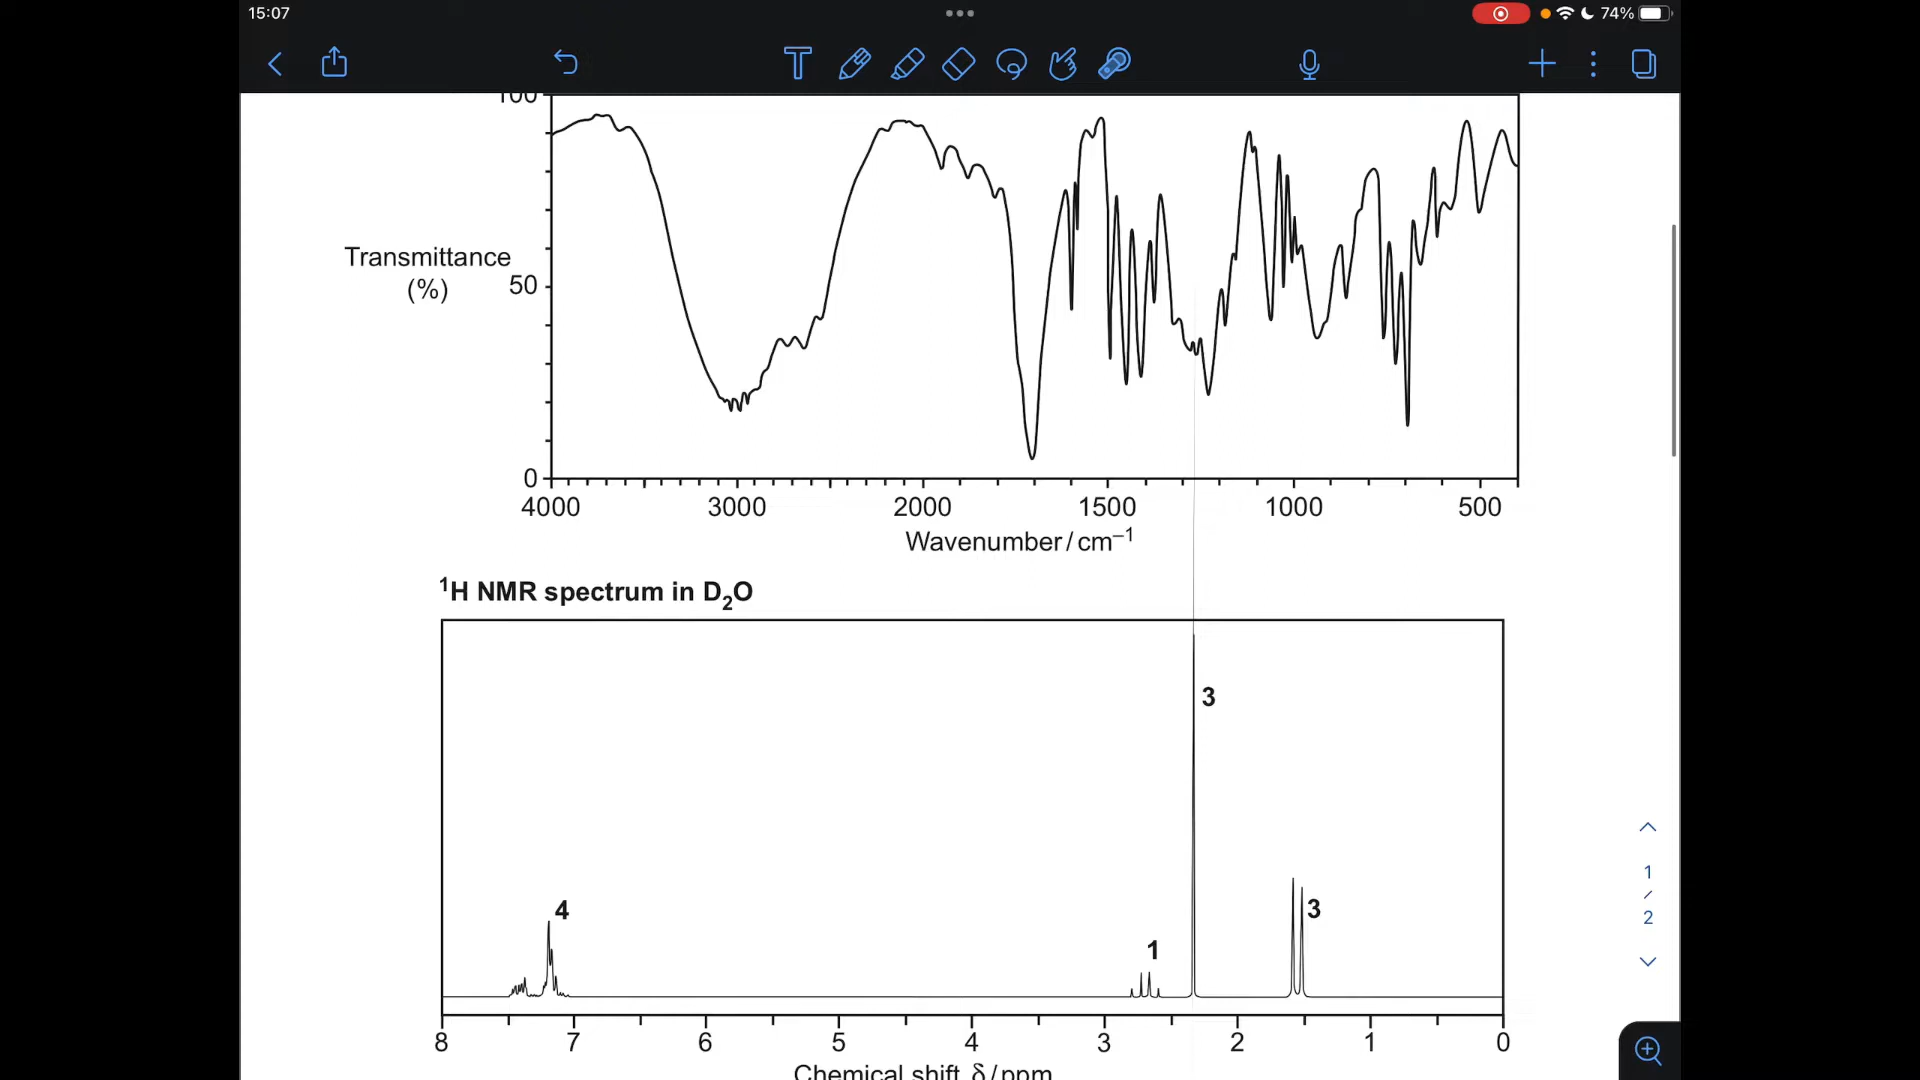 15:07
74%
100
Transmittance
(%)
50
0
4000 3000 2000 1500 1000 500
Wavenumber / cm⁻¹
¹H NMR spectrum in D₂O
3
4
1
3
8 7 6 5 4 3 2 1 0
Chemical shift, δ / ppm
1
/
2